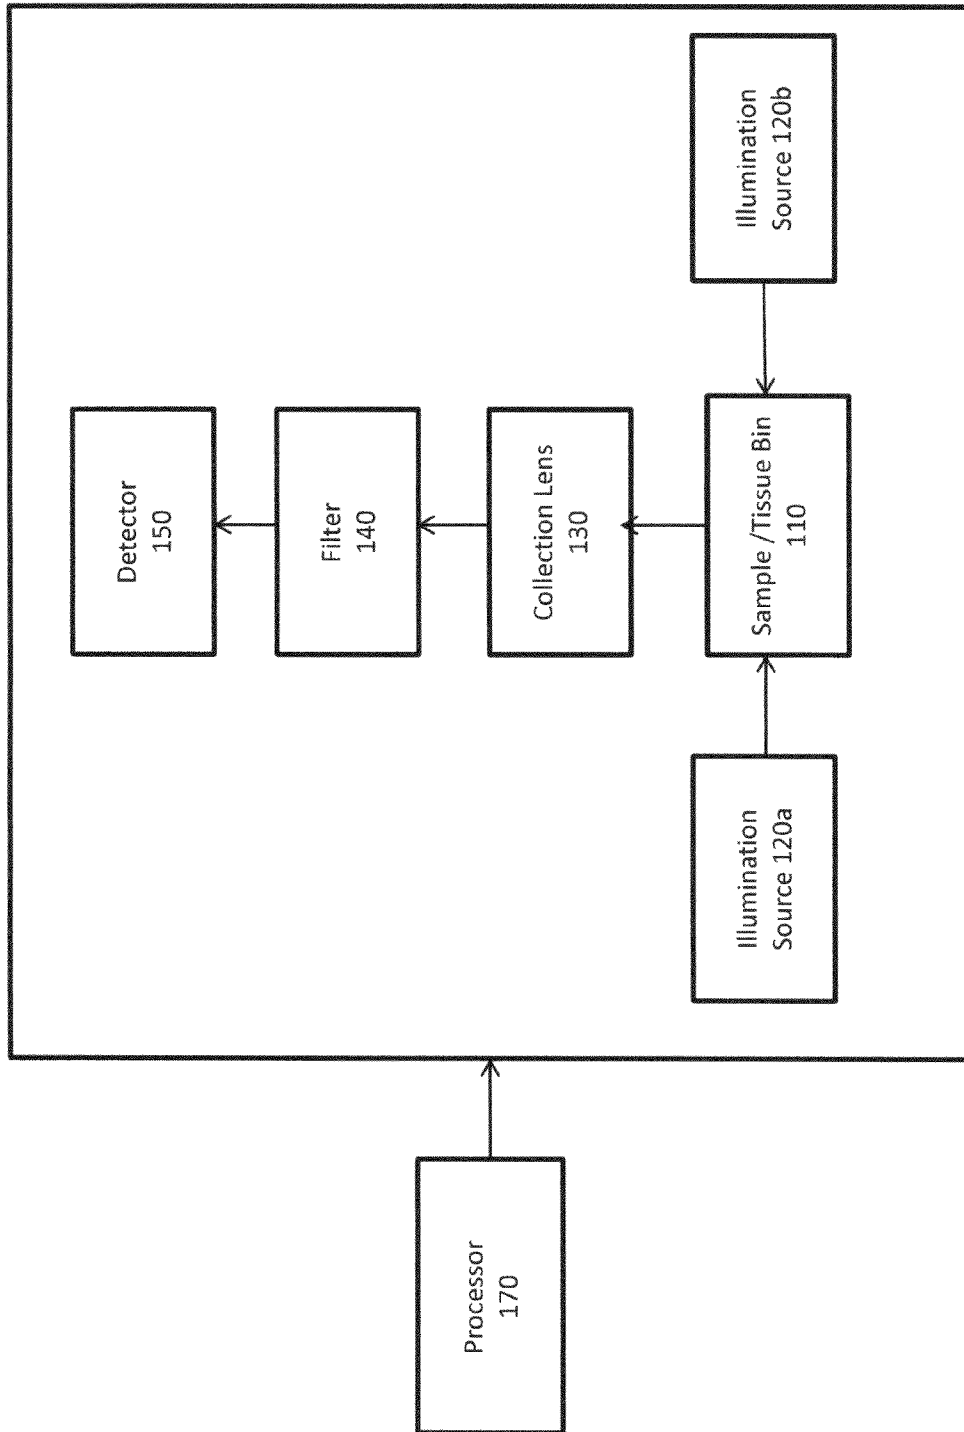 Detector
150
Filter
140
Collection Lens
130
Sample /Tissue Bin
110
Illumination
Source 120a
Illumination
Source 120b
Processor
170